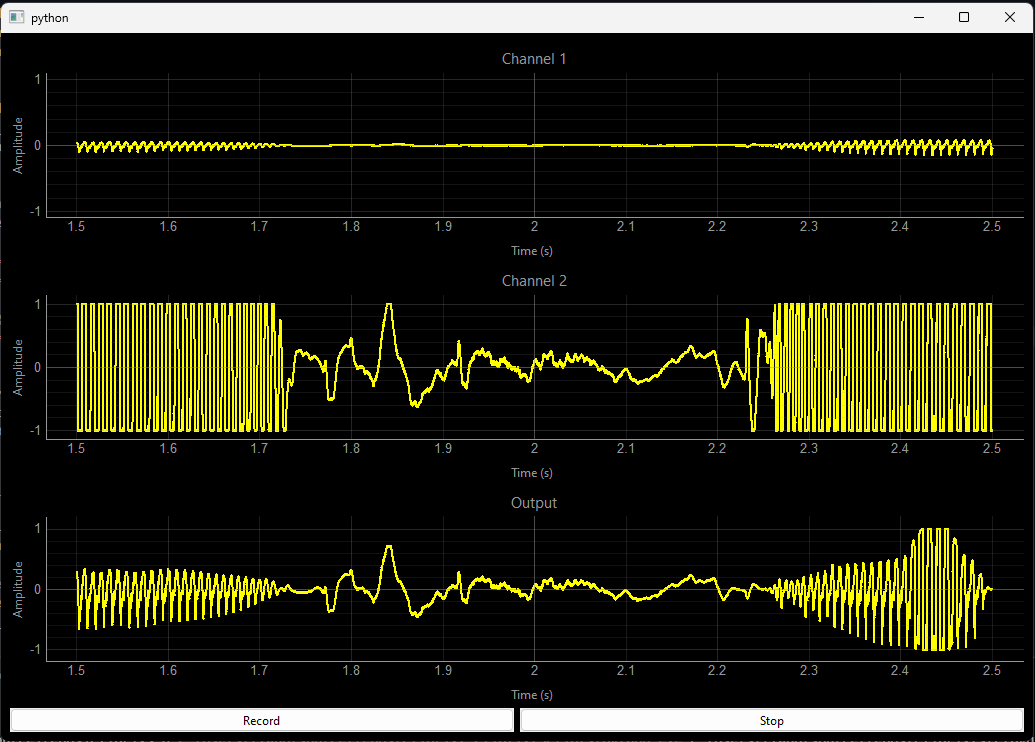 python
Channel 1
1
0
-1
Amplitude
1.5 1.6 1.7 1.8 1.9 2 2.1 2.2 2.3 2.4 2.5
Time (s)
Channel 2
1
0
-1
Amplitude
1.5 1.6 1.7 1.8 1.9 2 2.1 2.2 2.3 2.4 2.5
Time (s)
Output
1
0
-1
Amplitude
1.5 1.6 1.7 1.8 1.9 2 2.1 2.2 2.3 2.4 2.5
Time (s)
Record Stop